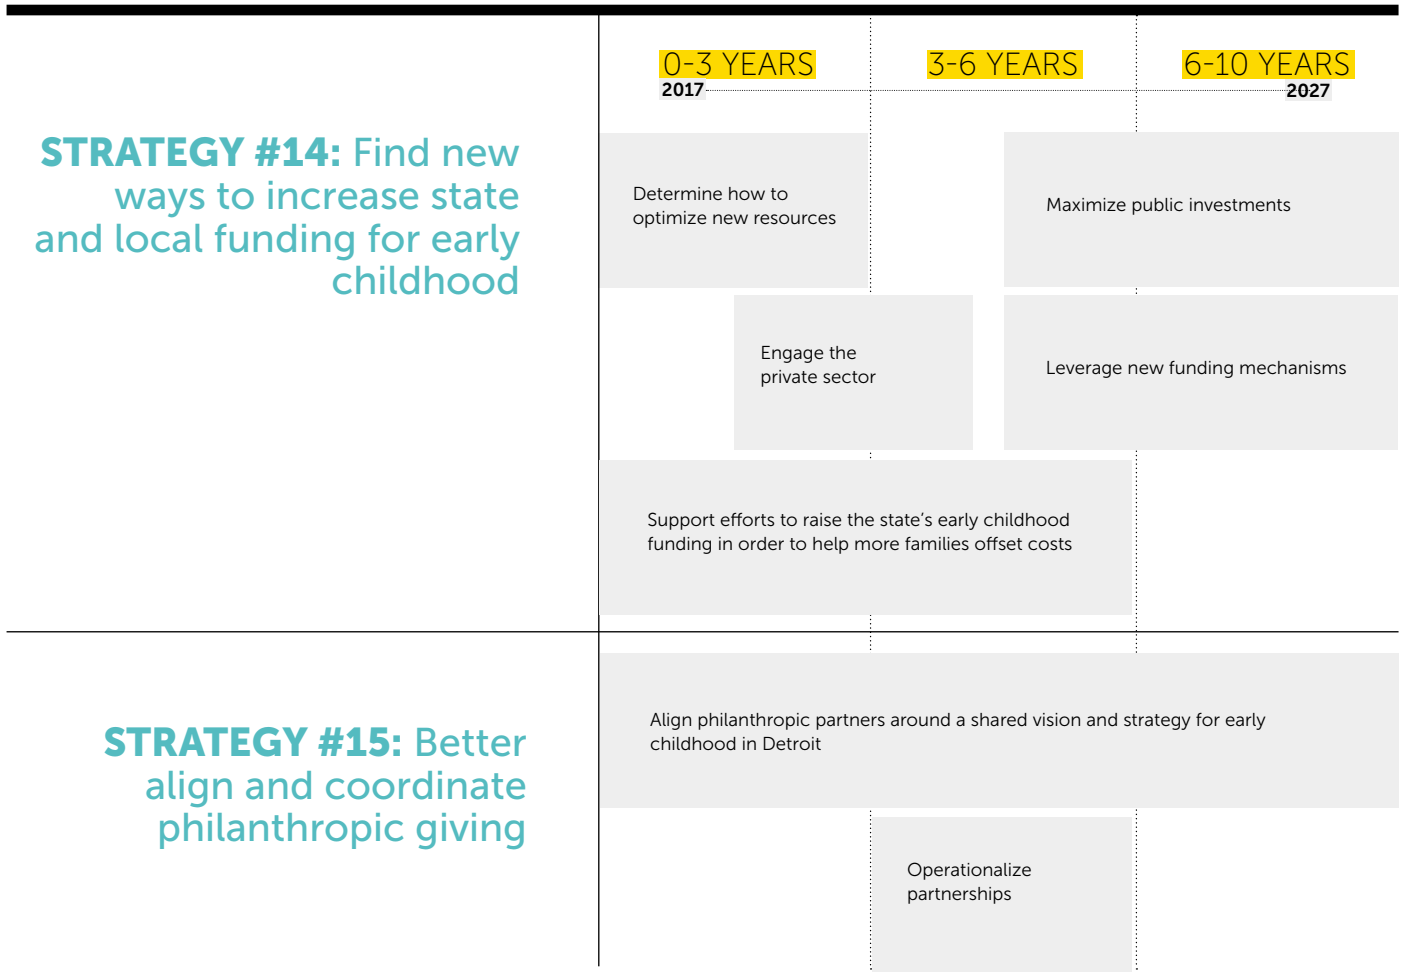 0-3 YEARS
3-6 YEARS
6-10 YEARS
2017
2027
STRATEGY #14: Find new
ways to increase state
and local funding for early
childhood
Determine how to
optimize new resources
Maximize public investments
Engage the
private sector
Leverage new funding mechanisms
Support efforts to raise the state’s early childhood
funding in order to help more families offset costs
STRATEGY #15: Better
align and coordinate
philanthropic giving
Align philanthropic partners around a shared vision and strategy for early
childhood in Detroit
Operationalize
partnerships